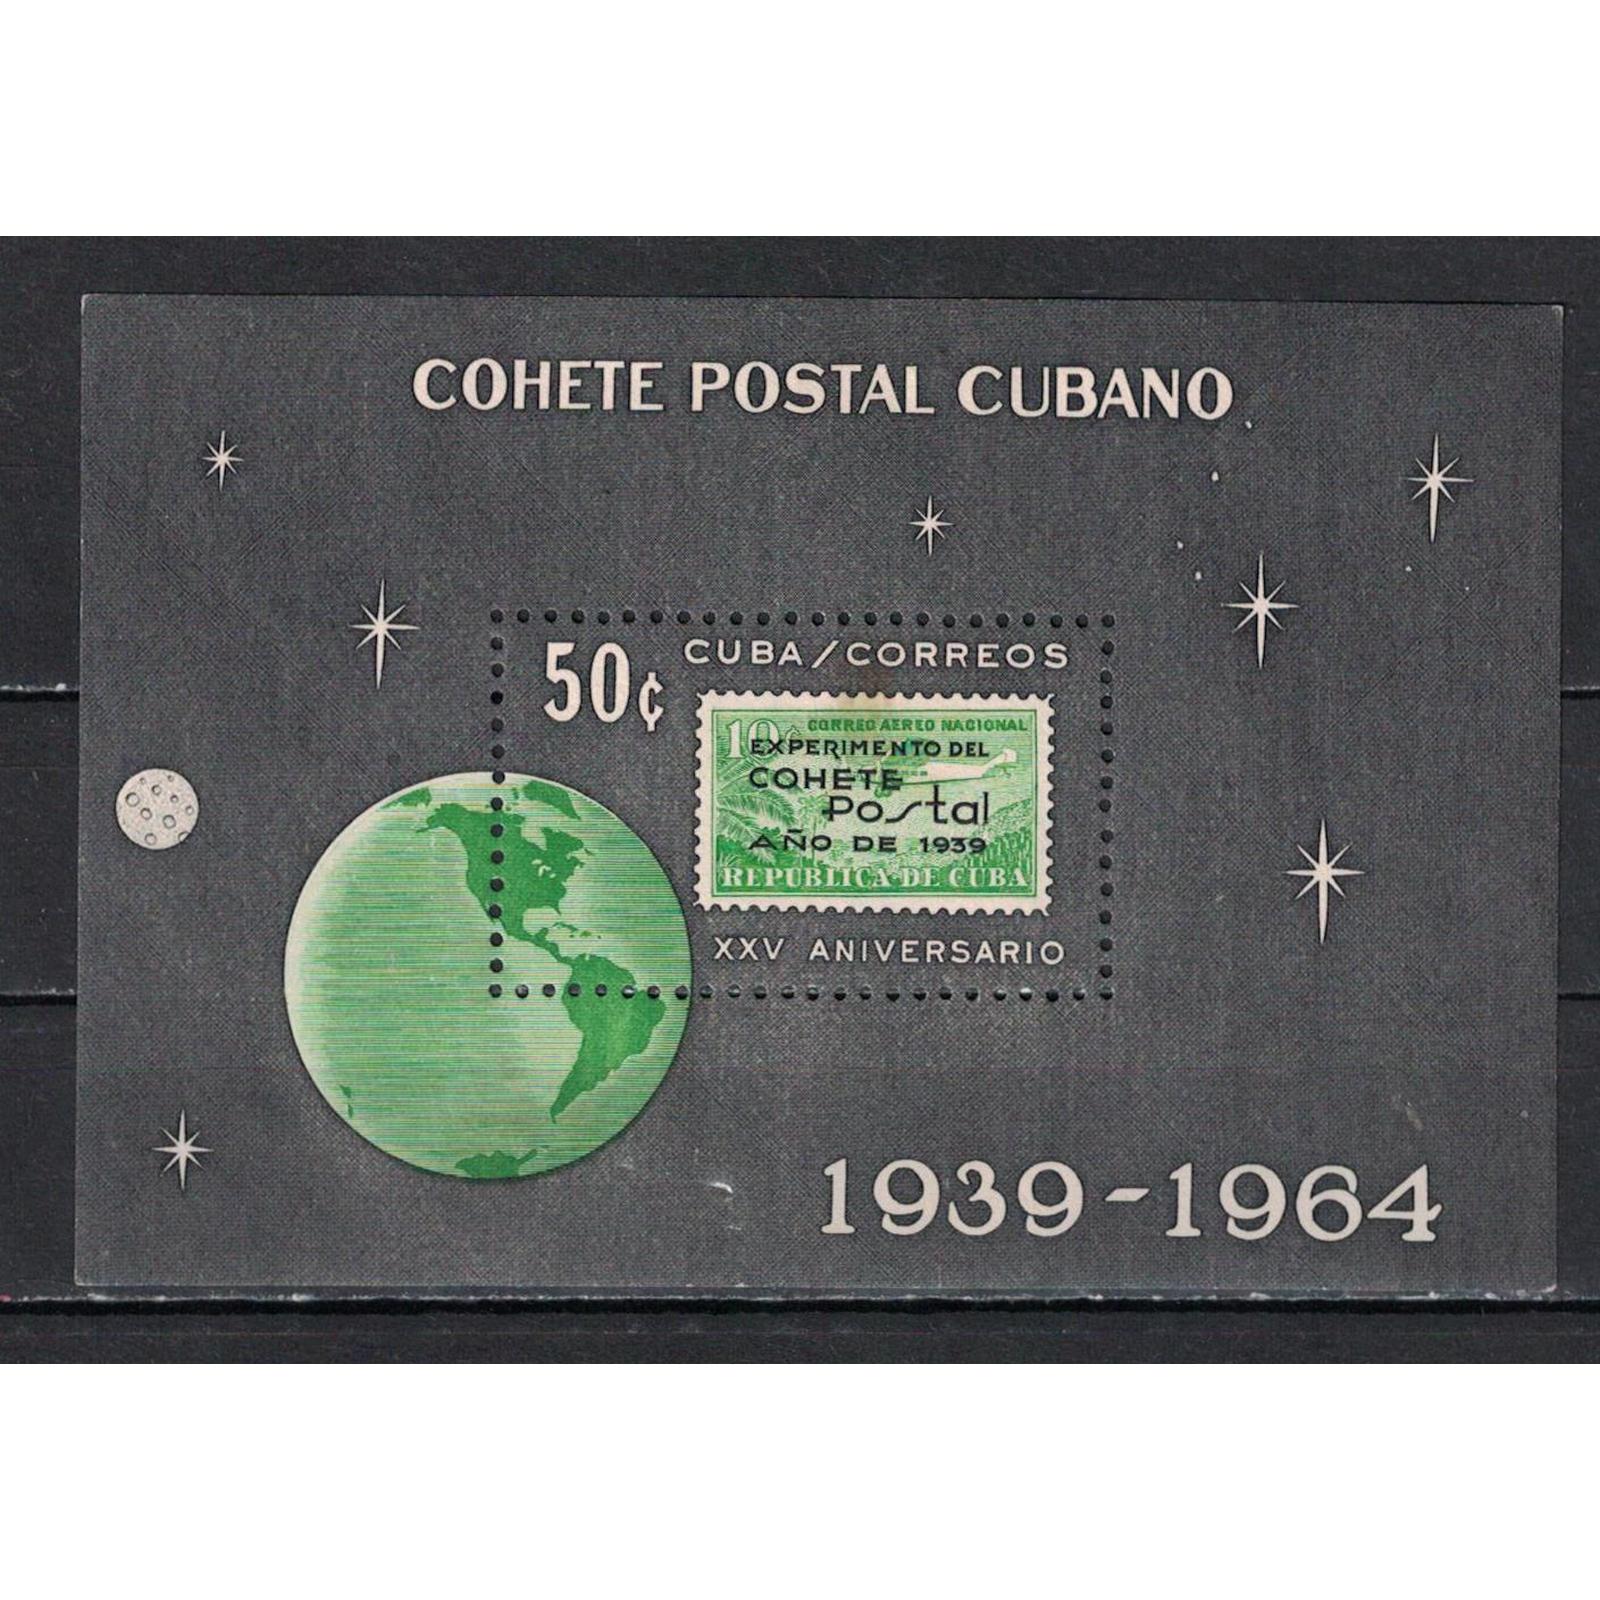 COHETE POSTAL CUBANO
50¢
CUBA/CORREOS
10¢ CORREO AEREO NACIONAL
EXPERIMENTO DEL
COHETE
Postal
AÑO DE 1939
REPUBLICA DE CUBA
XXV ANIVERSARIO
1939-1964